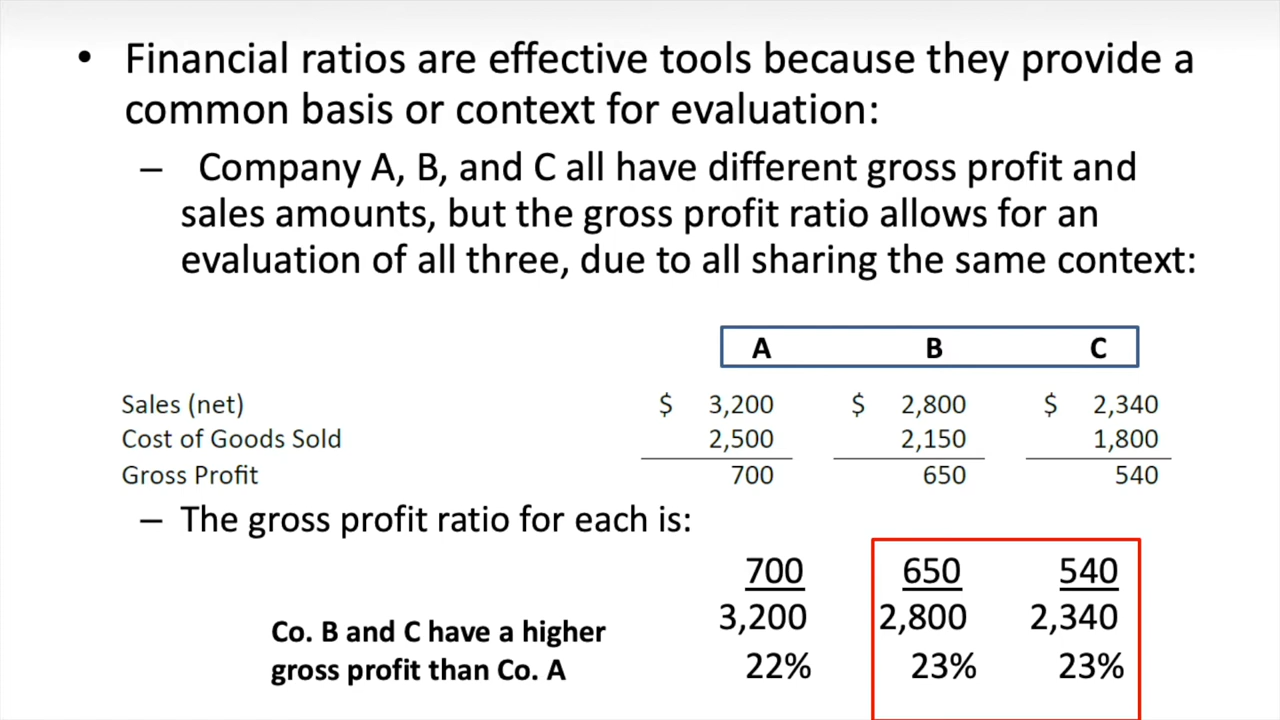 • Financial ratios are effective tools because they provide a
common basis or context for evaluation:
– Company A, B, and C all have different gross profit and
sales amounts, but the gross profit ratio allows for an
evaluation of all three, due to all sharing the same context:
A B C
Sales (net) $ 3,200 $ 2,800 $ 2,340
Cost of Goods Sold 2,500 2,150 1,800
Gross Profit 700 650 540
– The gross profit ratio for each is:
700 650 540
3,200 2,800 2,340
Co. B and C have a higher
gross profit than Co. A
22% 23% 23%